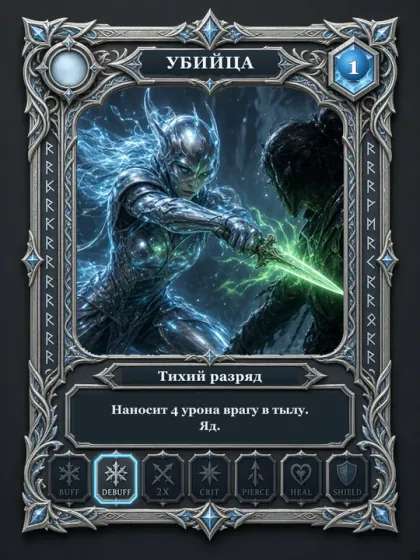 УБИЙЦА
1
Тихий разряд
Наносит 4 урона врагу в тылу.
Яд.
BUFF DEBUFF 2X CRIT PIERCE HEAL SHIELD